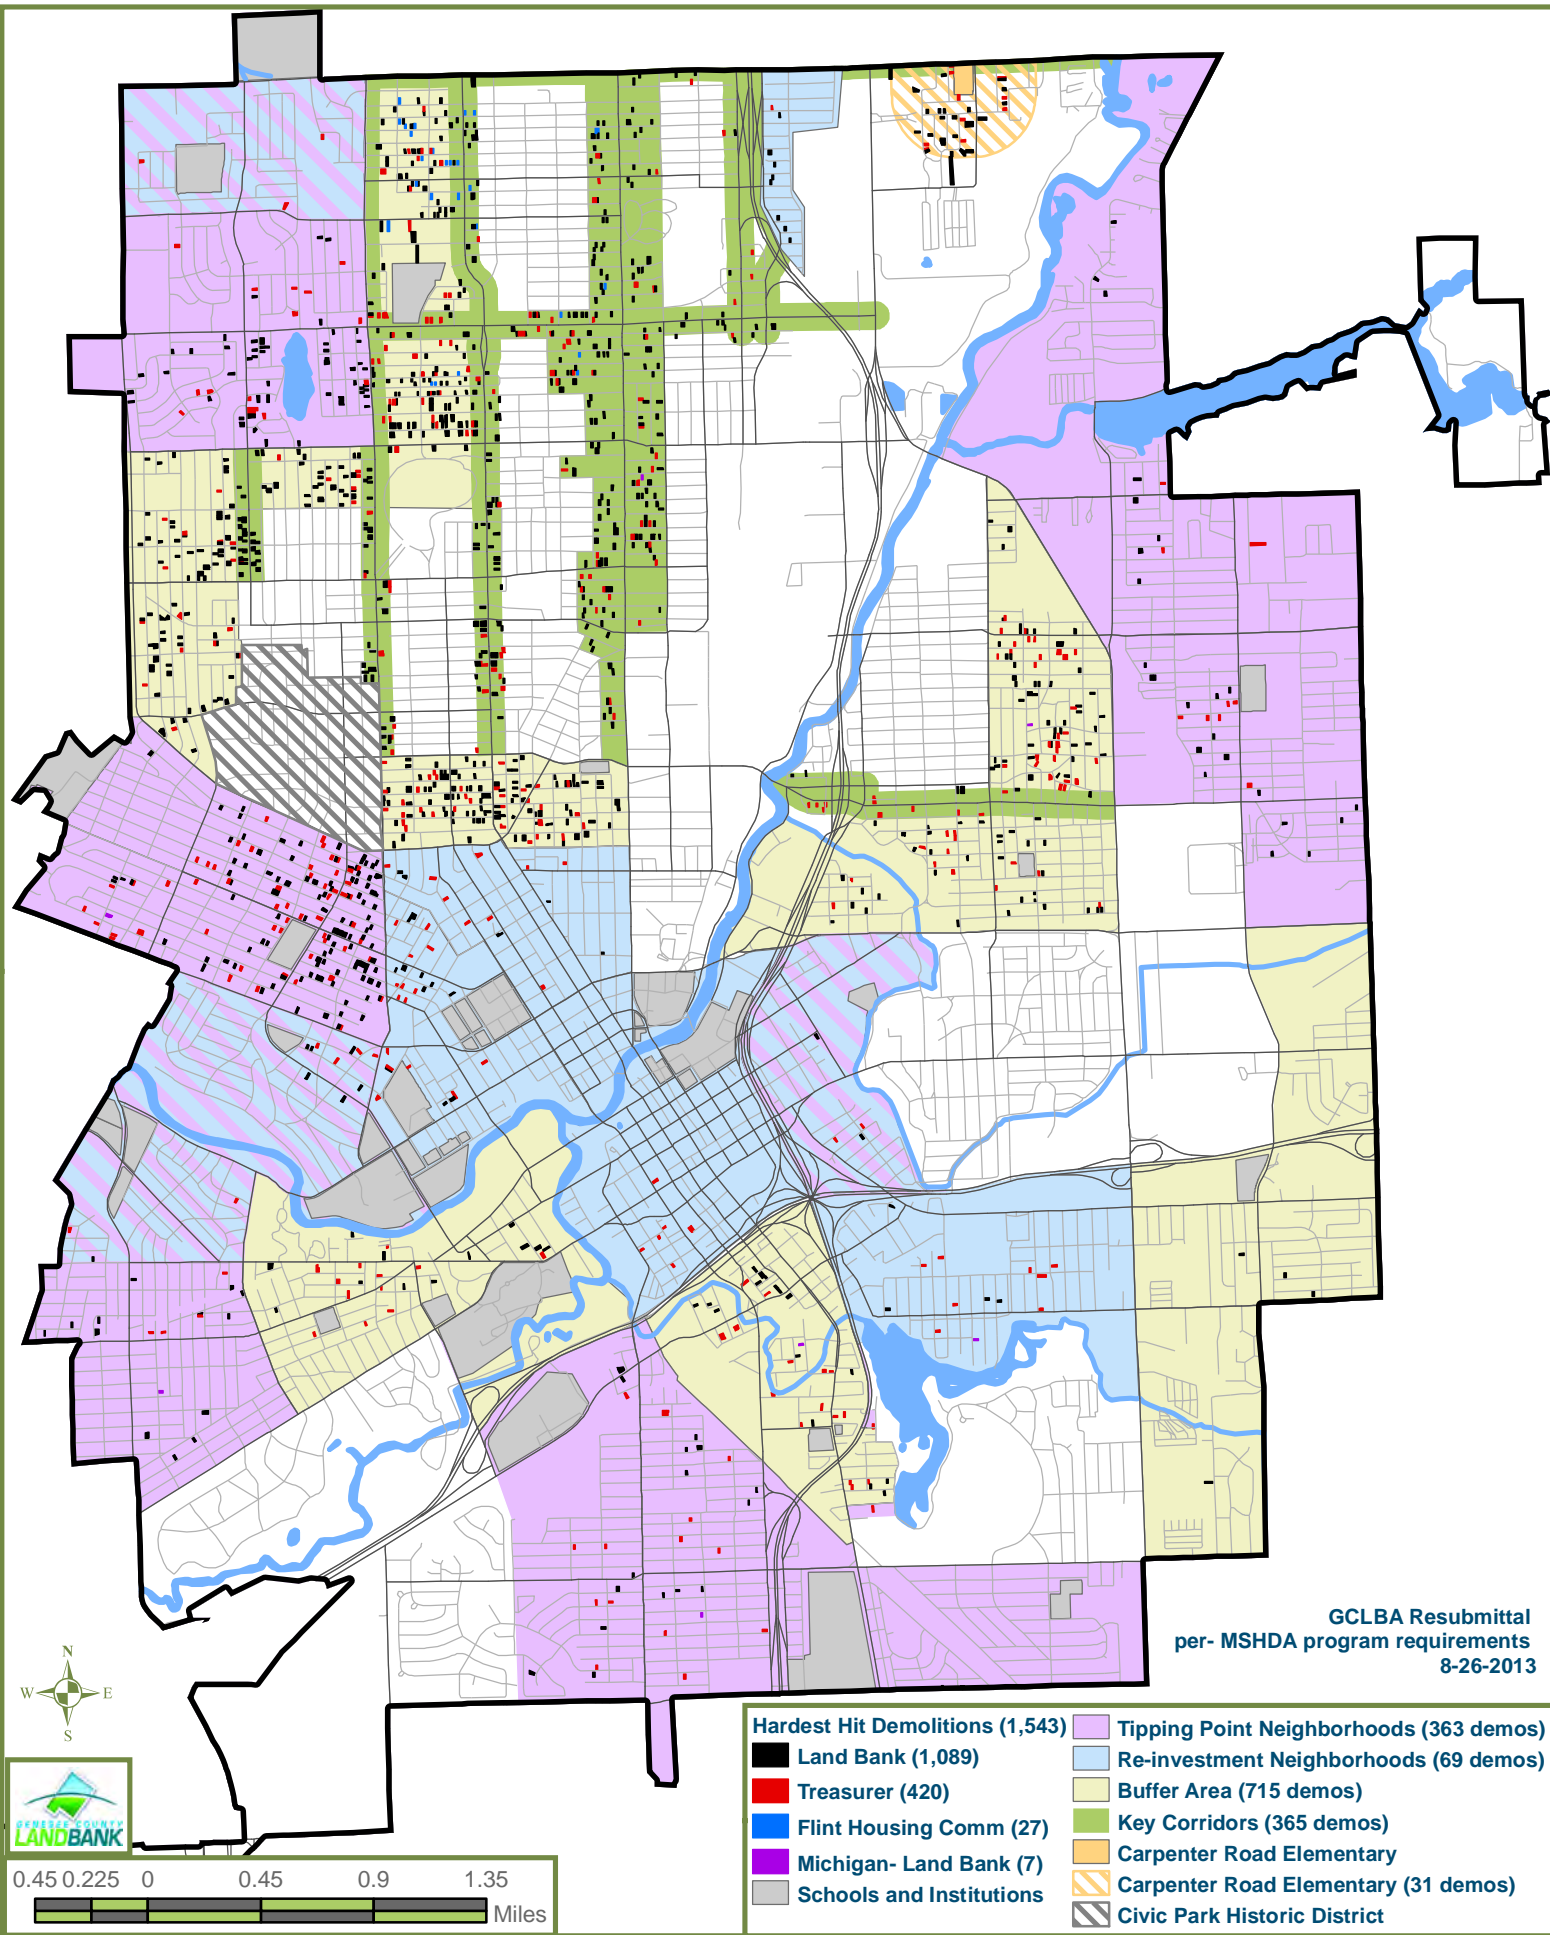 GCLBA Resubmittal
per- MSHDA program requirements
8-26-2013
N
W E
S
GENESEE COUNTY
LANDBANK
0.45 0.225 0 0.45 0.9 1.35
Miles
Hardest Hit Demolitions (1,543)
Land Bank (1,089)
Treasurer (420)
Flint Housing Comm (27)
Michigan- Land Bank (7)
Schools and Institutions
Tipping Point Neighborhoods (363 demos)
Re-investment Neighborhoods (69 demos)
Buffer Area (715 demos)
Key Corridors (365 demos)
Carpenter Road Elementary
Carpenter Road Elementary (31 demos)
Civic Park Historic District